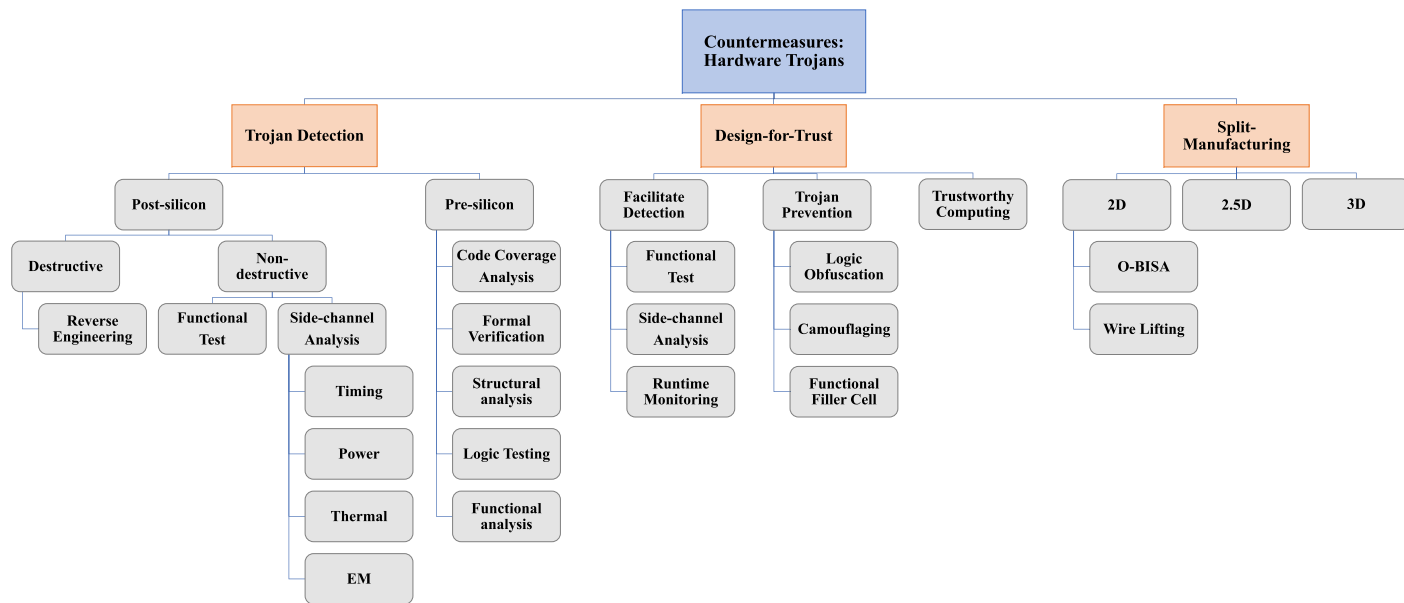 Countermeasures:
Hardware Trojans
Trojan Detection
Design-for-Trust
Split-
Manufacturing
Post-silicon
Pre-silicon
Facilitate
Detection
Trojan
Prevention
Trustworthy
Computing
2D
2.5D
3D
Destructive
Non-
destructive
Code Coverage
Analysis
Functional
Test
Logic
Obfuscation
O-BISA
Reverse
Engineering
Functional
Test
Side-channel
Analysis
Formal
Verification
Side-channel
Analysis
Camouflaging
Wire Lifting
Timing
Structural
analysis
Runtime
Monitoring
Functional
Filler Cell
Power
Logic Testing
Thermal
Functional
analysis
EM